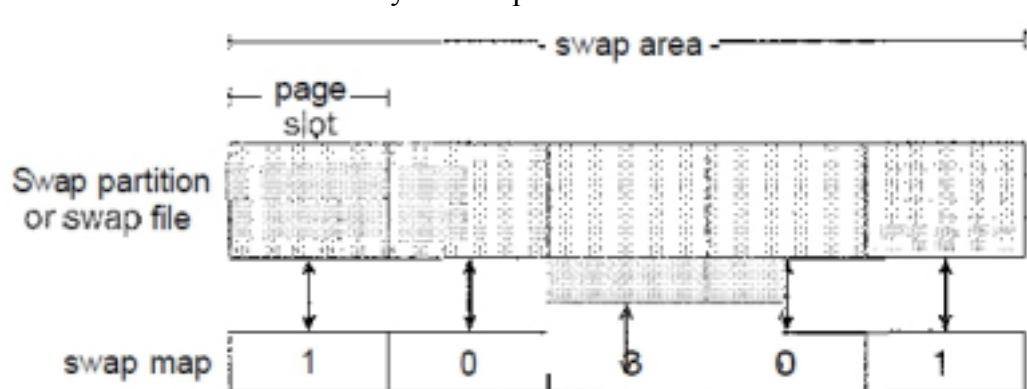 swap area
page
slot
Swap partition
or swap file
swap map 1 0 3 0 1